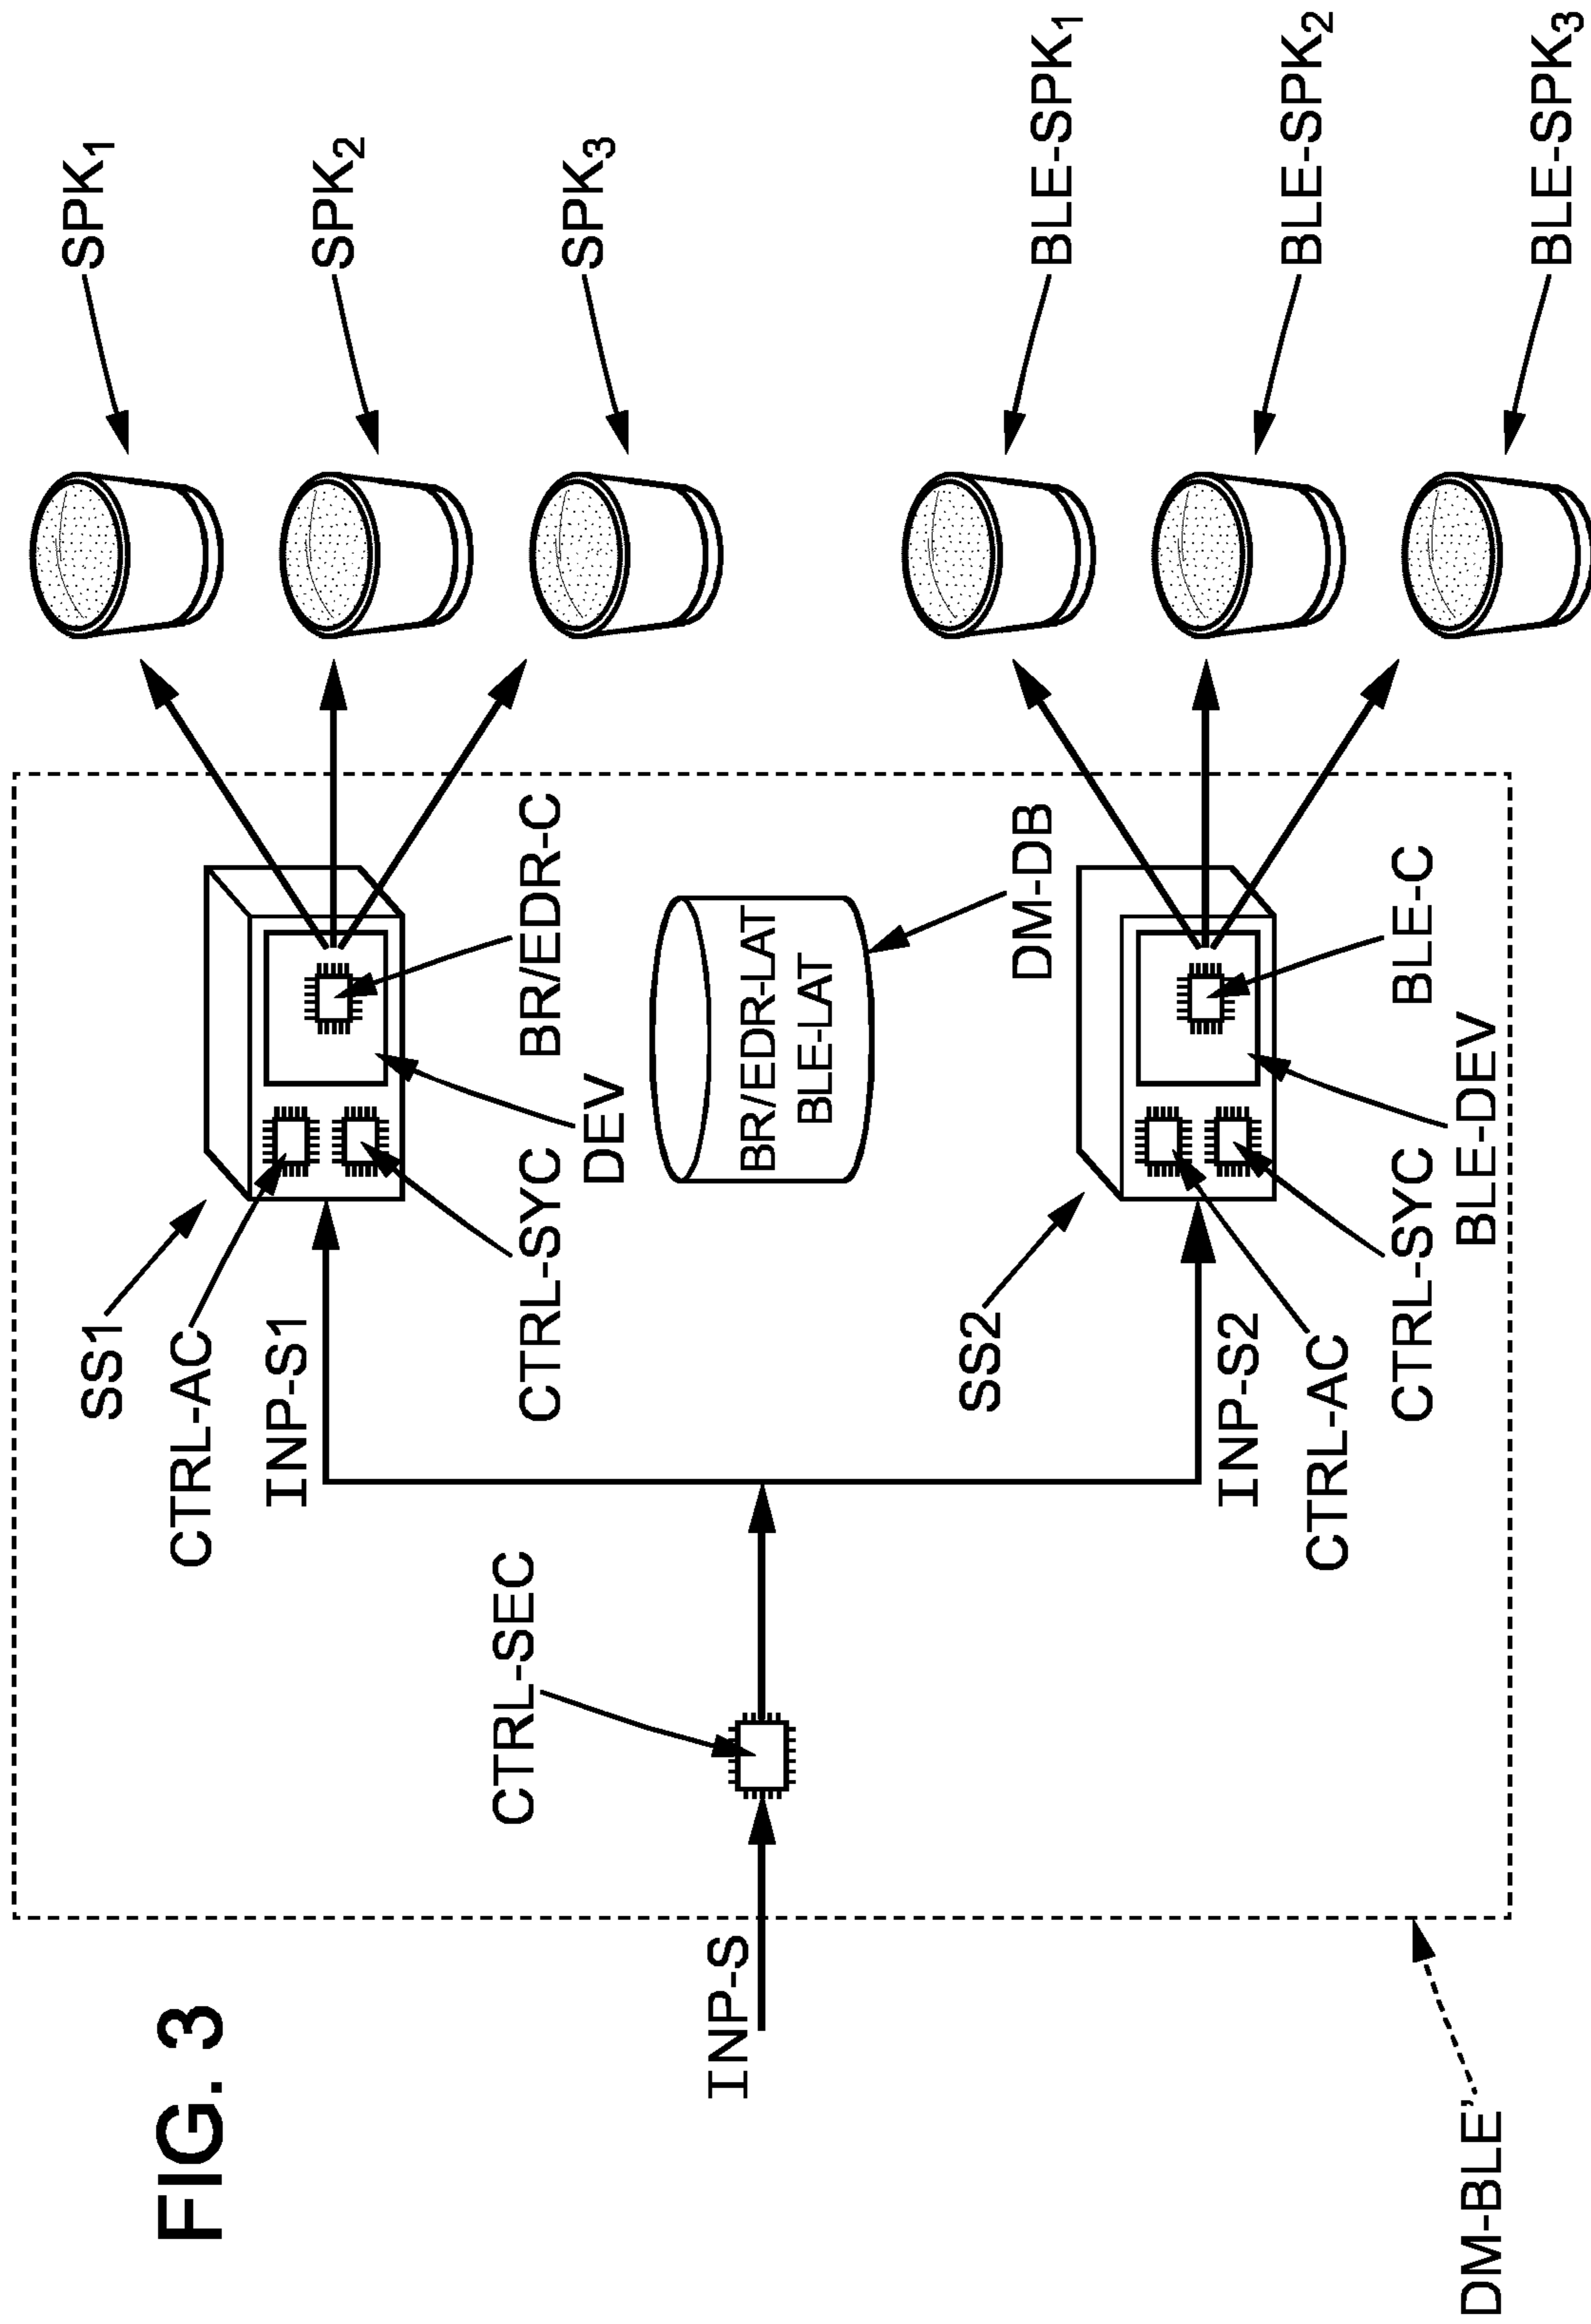 FIG. 3
SPK1
SPK2
SPK3
SS1
CTRL-AC
INP-S1
BR/EDR-C
DEV
CTRL-SYC
CTRL-SEC
INP-S
BR/EDR-LAT
BLE-LAT
DM-DB
SS2
INP-S2
CTRL-AC
CTRL-SYC
BLE-C
BLE-DEV
BLE-SPK1
BLE-SPK2
BLE-SPK3
DM-BLE'